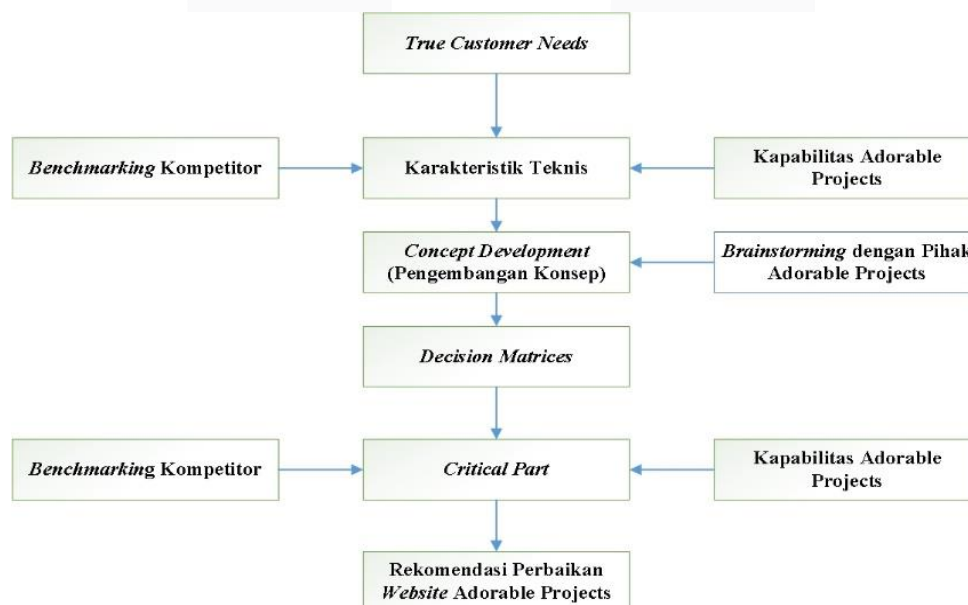 True Customer Needs
Benchmarking Kompetitor
Karakteristik Teknis
Kapabilitas Adorable
Projects
Concept Development
(Pengembangan Konsep)
Brainstorming dengan Pihak
Adorable Projects
Decision Matrices
Benchmarking Kompetitor
Critical Part
Kapabilitas Adorable
Projects
Rekomendasi Perbaikan
Website Adorable Projects